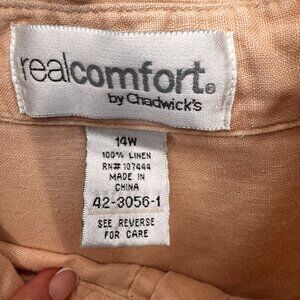 realcomfort®
by Chadwick's
14W
100% LINEN
RN# 107444
MADE IN
CHINA
42-3056-1
SEE REVERSE
FOR CARE